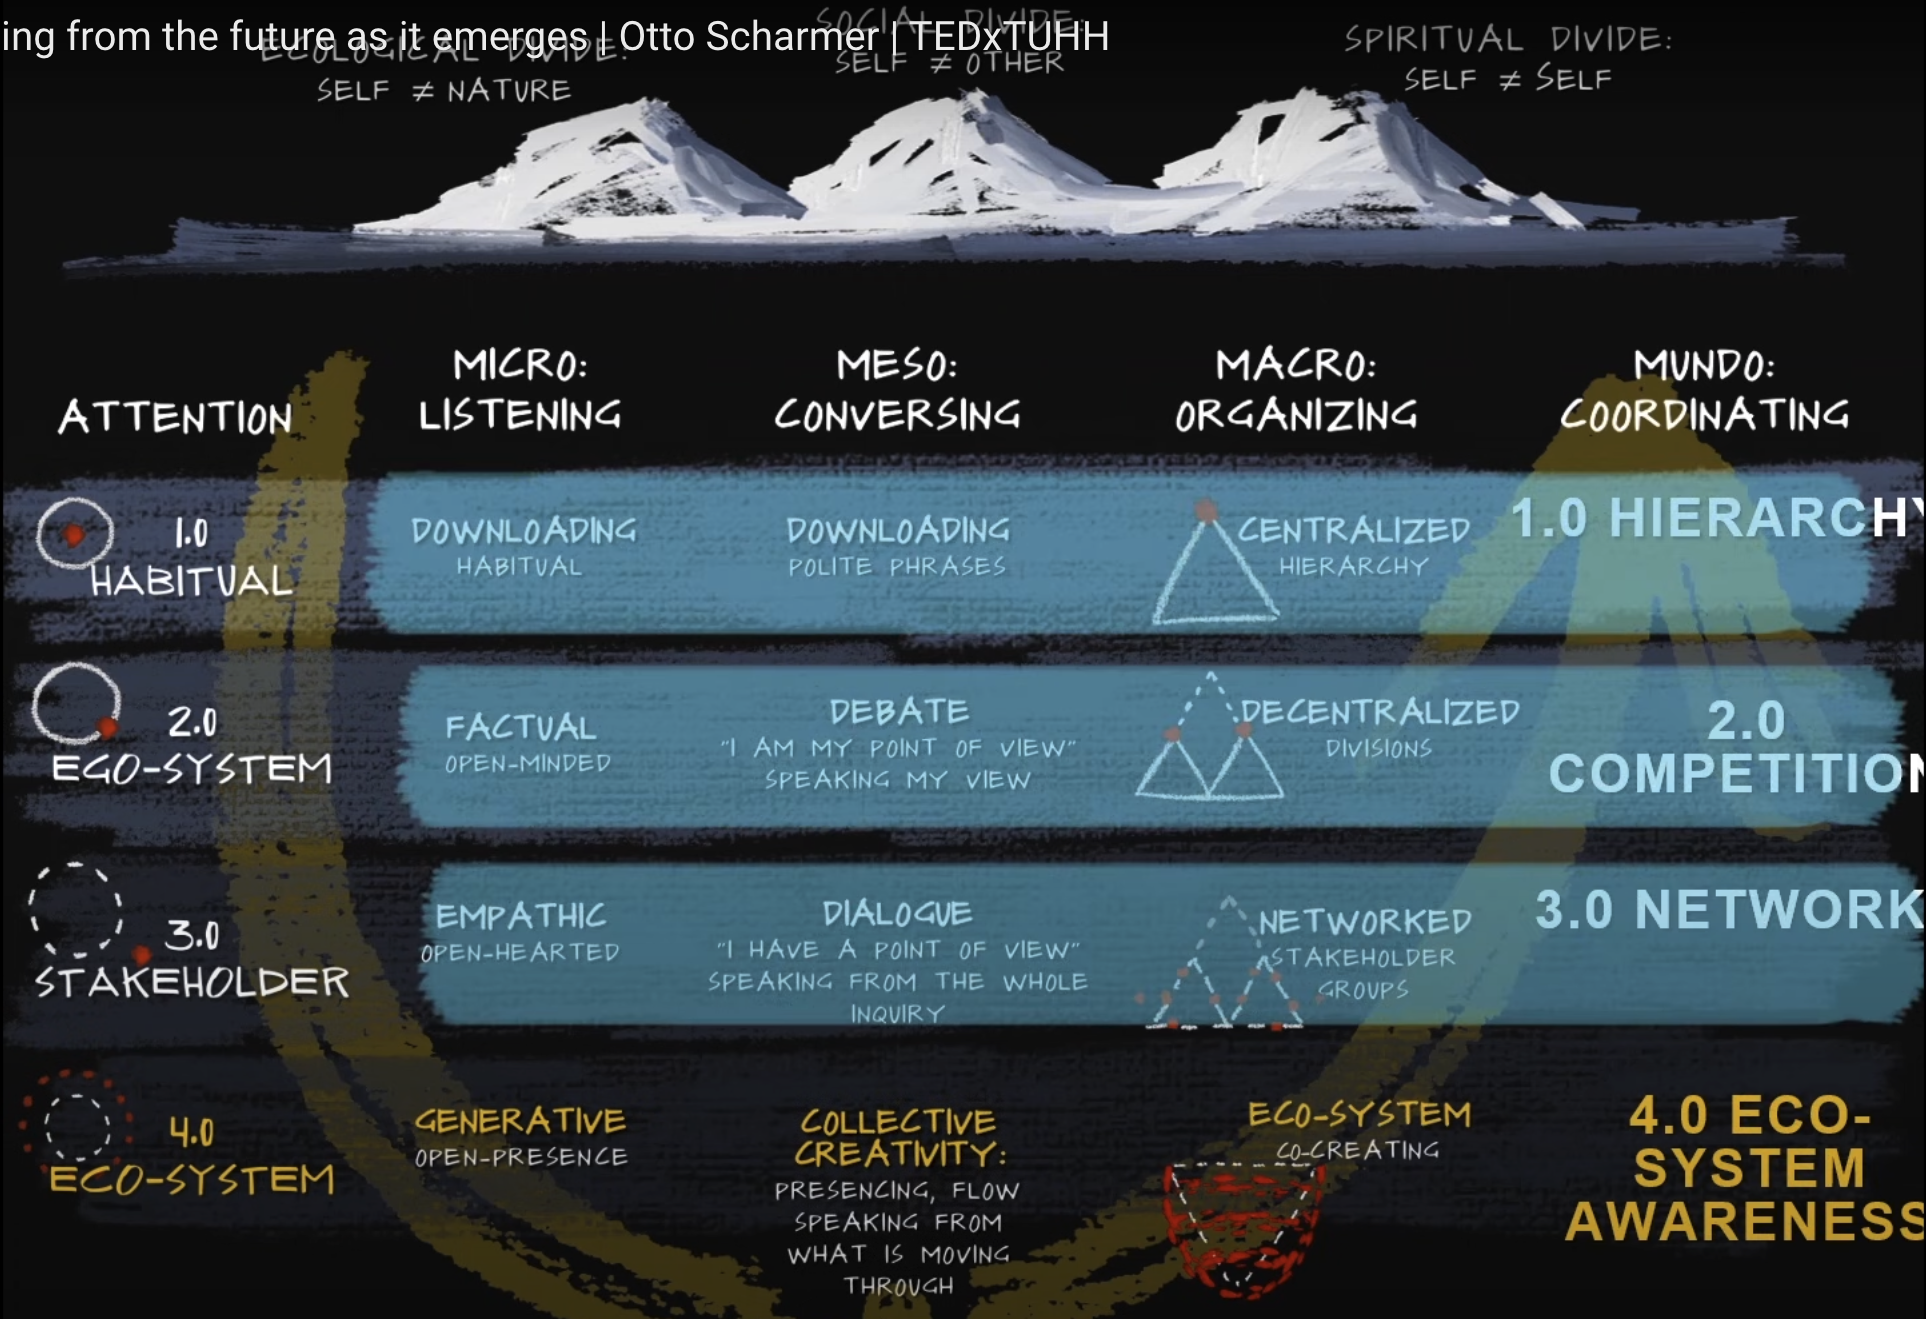 ing from the future as it emerges | Otto Scharmer | TEDxTUHH
ECOLOGICAL DIVIDE:
SELF ≠ NATURE
SOCIAL DIVIDE:
SELF ≠ OTHER
SPIRITUAL DIVIDE:
SELF ≠ SELF
ATTENTION
MICRO:
LISTENING
MESO:
CONVERSING
MACRO:
ORGANIZING
MUNDO:
COORDINATING
1.0
HABITUAL
DOWNLOADING
HABITUAL
DOWNLOADING
POLITE PHRASES
CENTRALIZED
HIERARCHY
1.0 HIERARCHY
2.0
EGO-SYSTEM
FACTUAL
OPEN-MINDED
DEBATE
"I AM MY POINT OF VIEW"
SPEAKING MY VIEW
DECENTRALIZED
DIVISIONS
2.0
COMPETITION
3.0
STAKEHOLDER
EMPATHIC
OPEN-HEARTED
DIALOGUE
"I HAVE A POINT OF VIEW"
SPEAKING FROM THE WHOLE
INQUIRY
NETWORKED
STAKEHOLDER
GROUPS
3.0 NETWORK
4.0
ECO-SYSTEM
GENERATIVE
OPEN-PRESENCE
COLLECTIVE
CREATIVITY:
PRESENCING, FLOW
SPEAKING FROM
WHAT IS MOVING
THROUGH
ECO-SYSTEM
CO-CREATING
4.0 ECO-
SYSTEM
AWARENESS